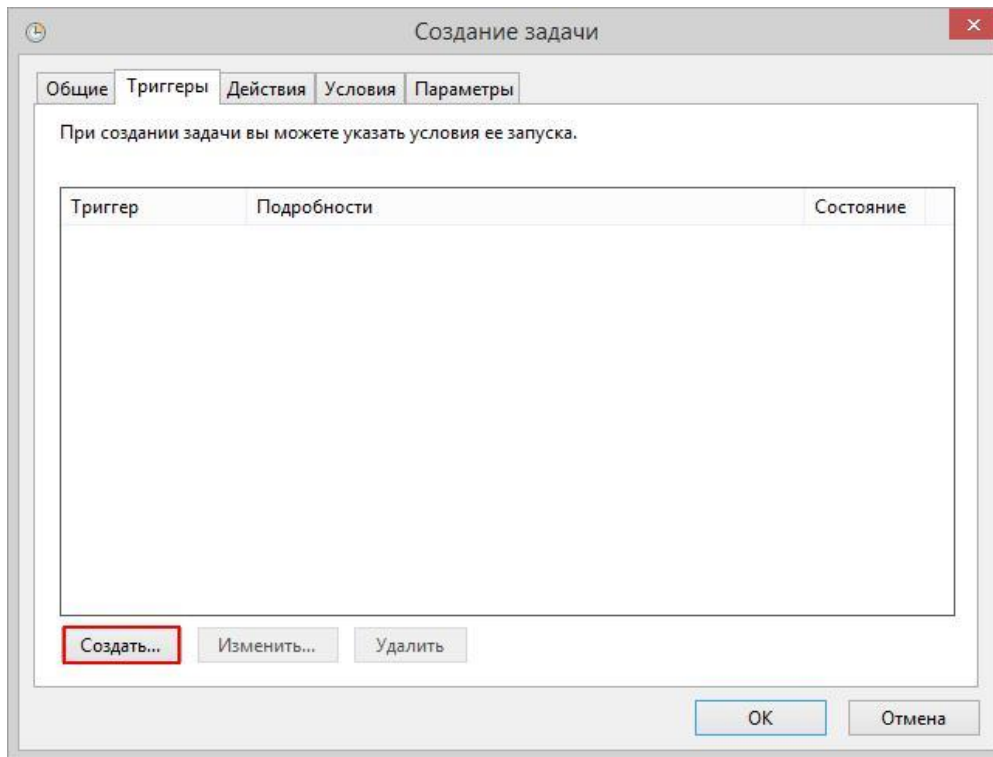 Создание задачи
Общие Триггеры Действия Условия Параметры
При создании задачи вы можете указать условия ее запуска.
Триггер Подробности Состояние
Создать... Изменить... Удалить
ОК Отмена